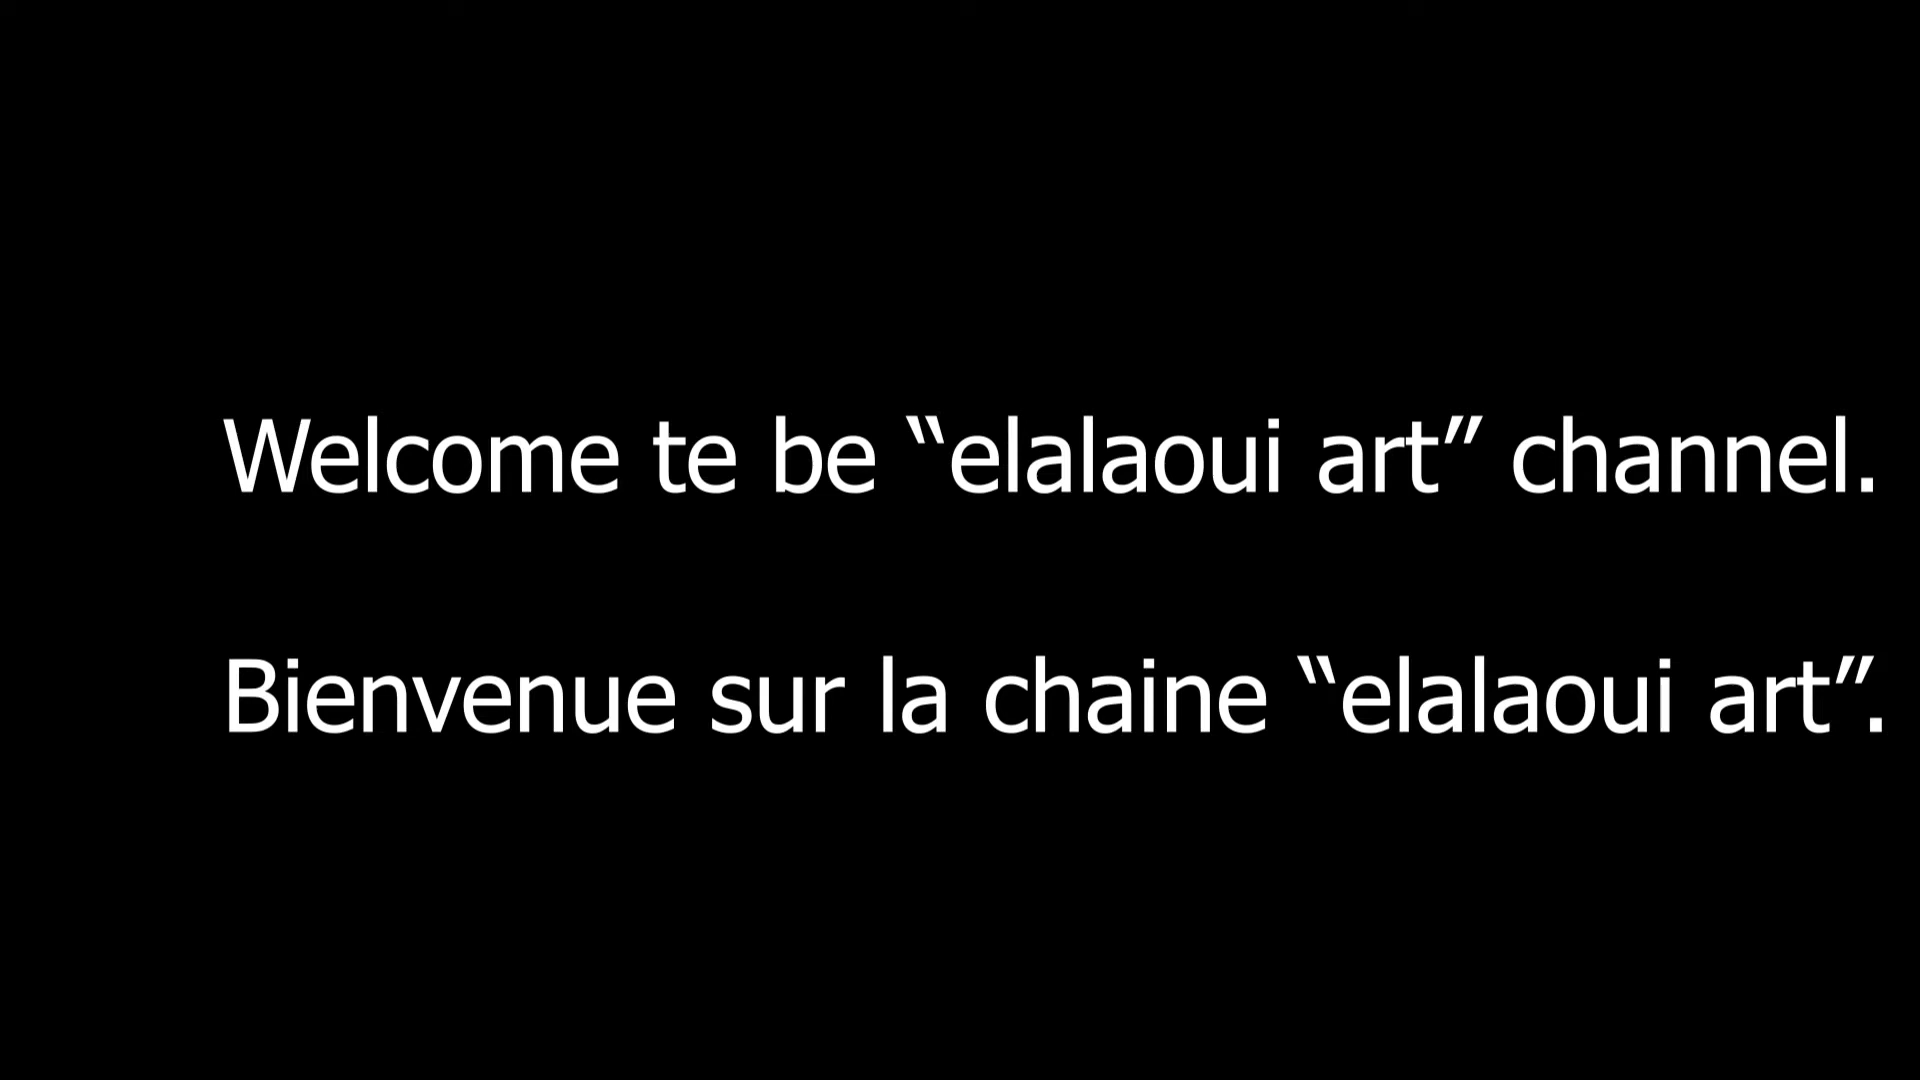 Welcome te be “elalaoui art” channel.
Bienvenue sur la chaine “elalaoui art”.